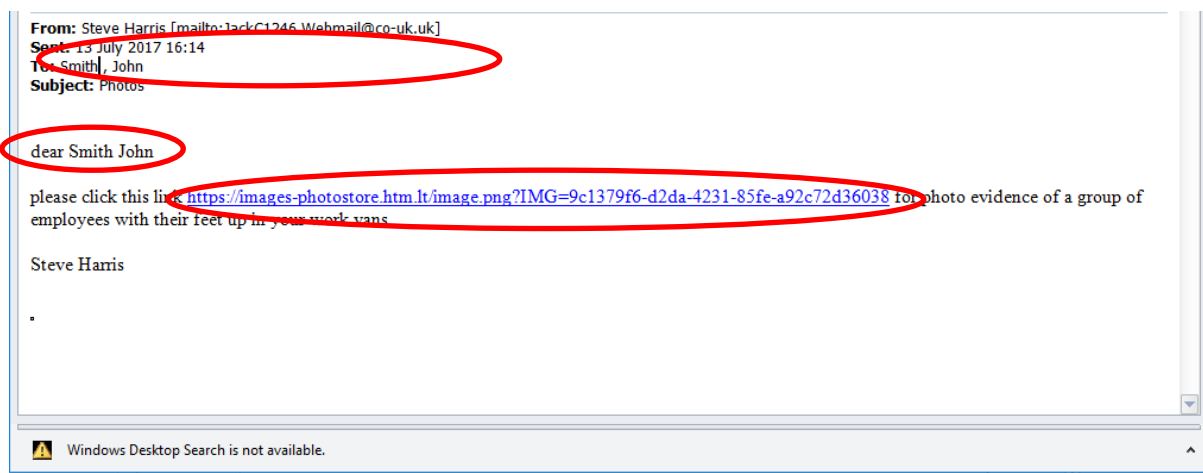 From: Steve Harris [mailto:JackC1246.Webmail@co-uk.uk]
Sent: 13 July 2017 16:14
To: Smith , John
Subject: Photos
dear Smith John
please click this link https://images-photostore.htm.lt/image.png?IMG=9c1379f6-d2da-4231-85fe-a92c72d36038 for photo evidence of a group of
employees with their feet up in your work vans
Steve Harris
Windows Desktop Search is not available.